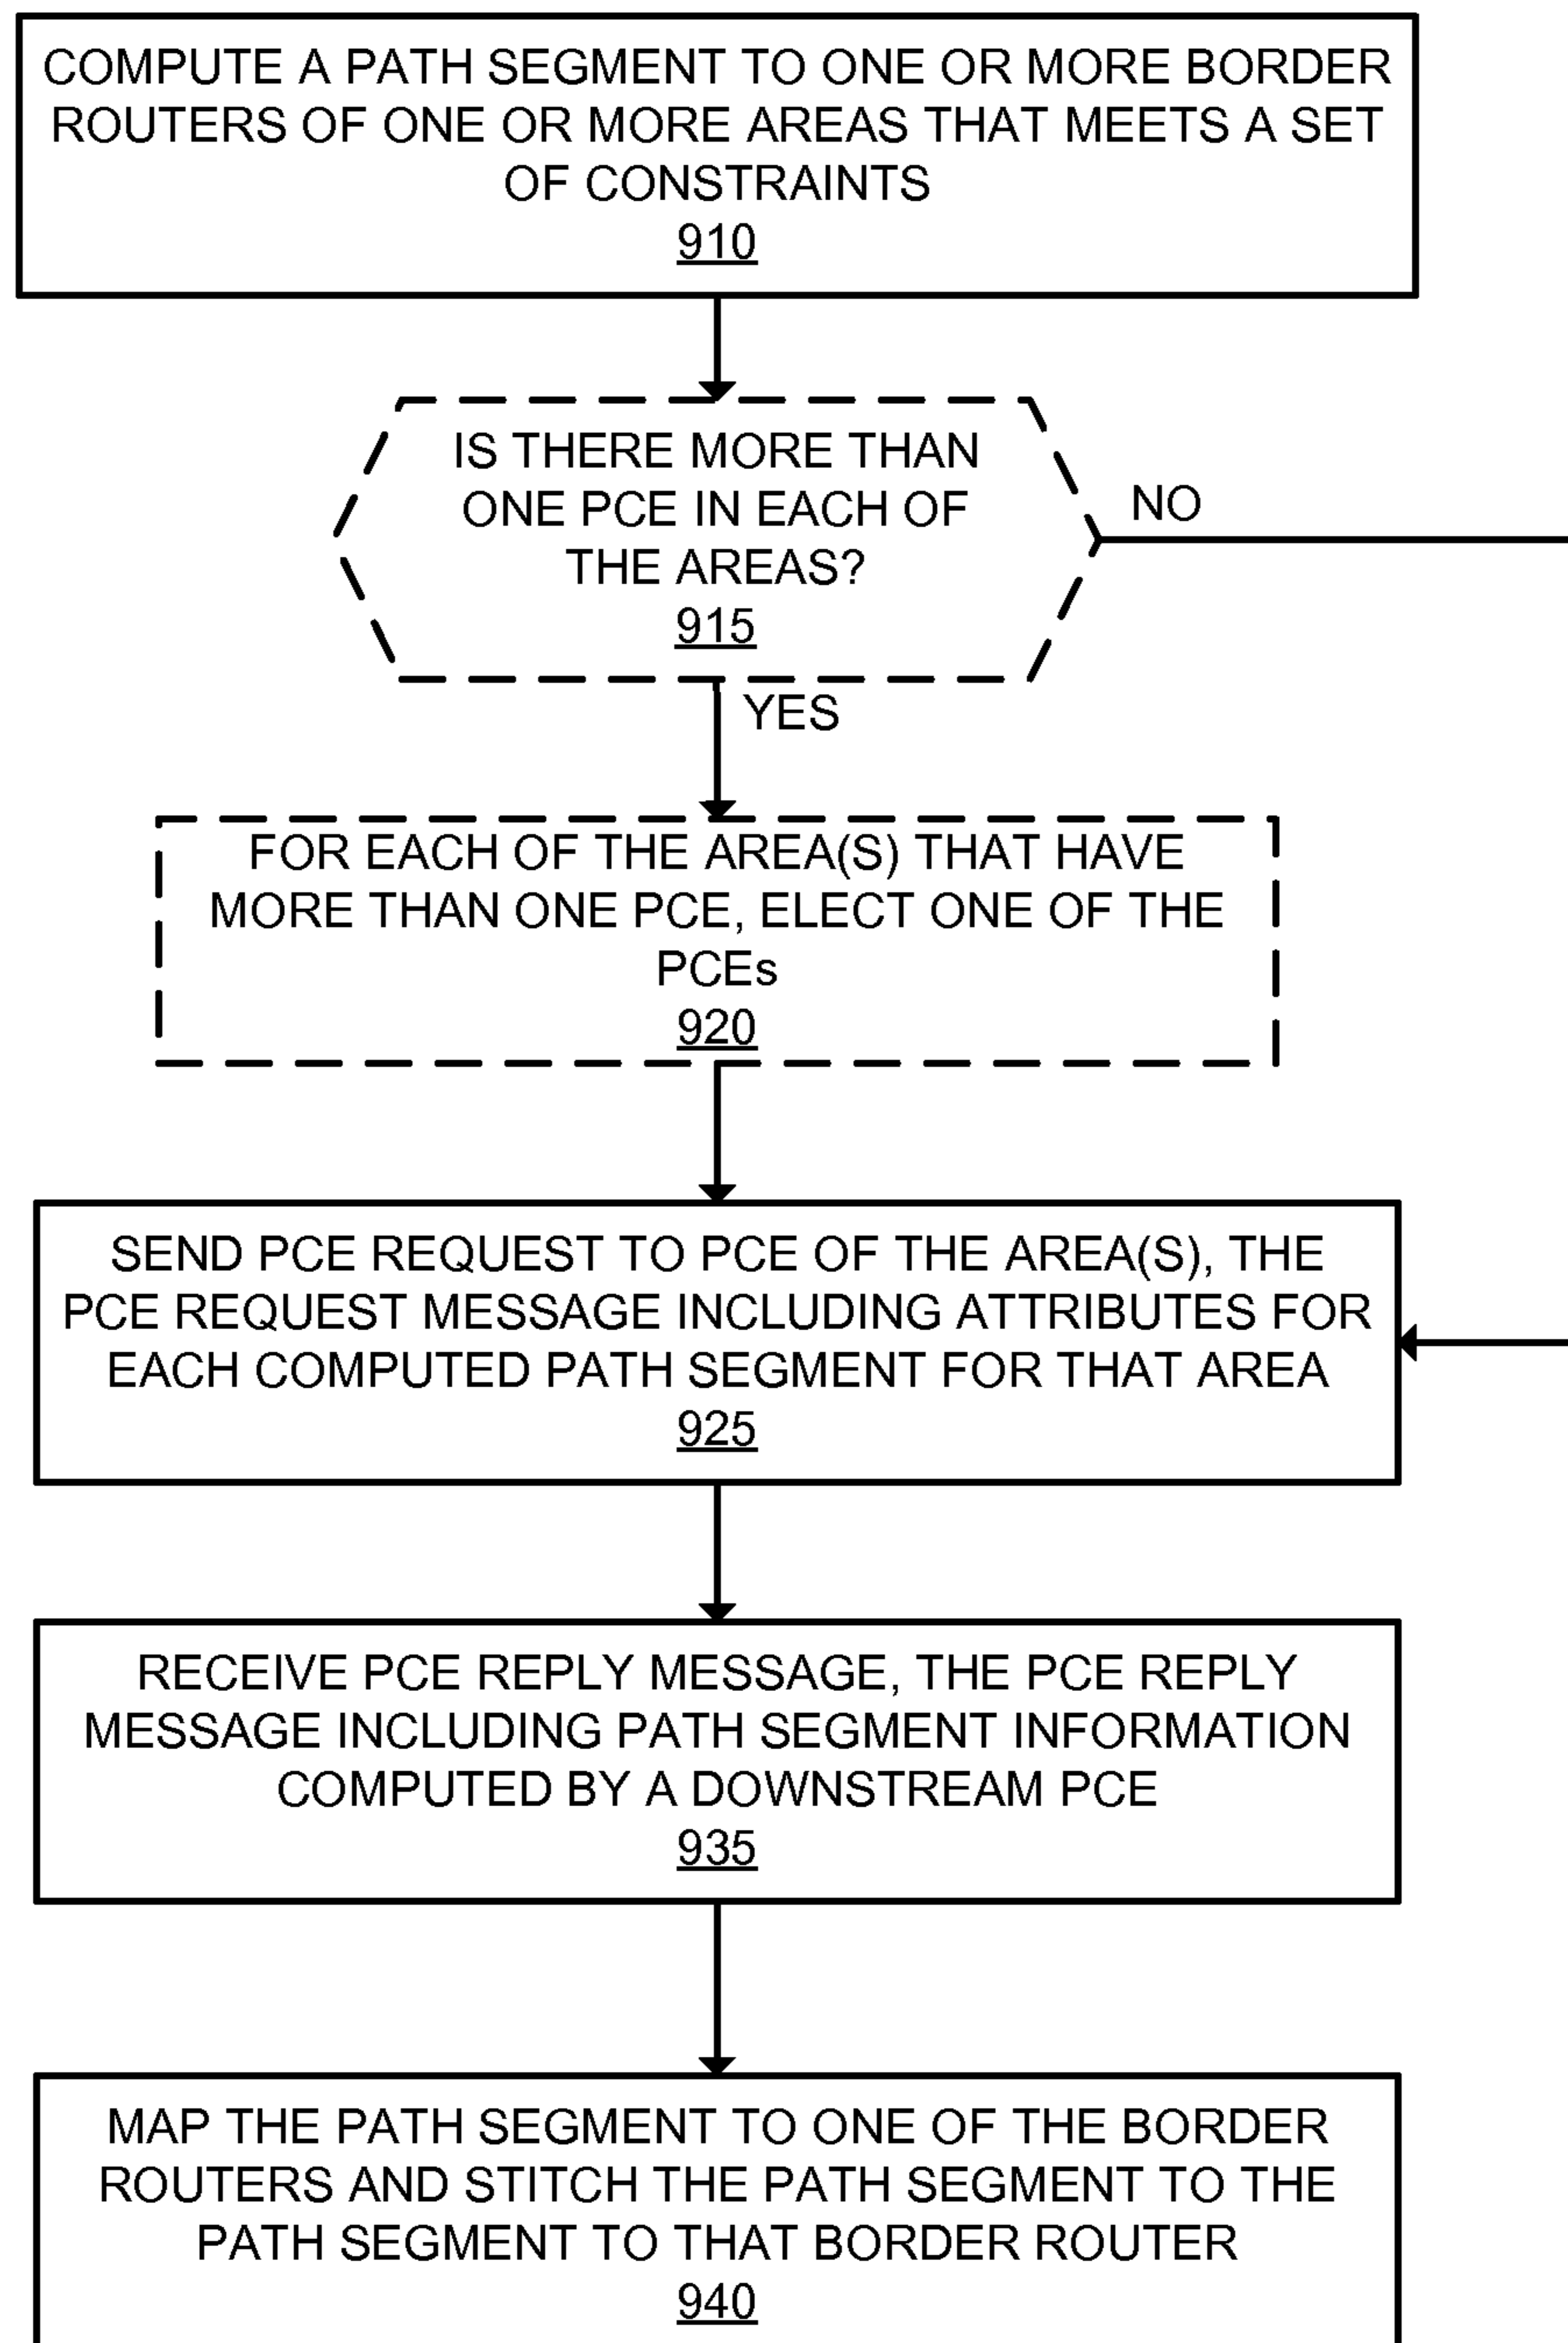 COMPUTE A PATH SEGMENT TO ONE OR MORE BORDER
ROUTERS OF ONE OR MORE AREAS THAT MEETS A SET
OF CONSTRAINTS
910
IS THERE MORE THAN
ONE PCE IN EACH OF
THE AREAS?
915
NO
YES
FOR EACH OF THE AREA(S) THAT HAVE
MORE THAN ONE PCE, ELECT ONE OF THE
PCEs
920
SEND PCE REQUEST TO PCE OF THE AREA(S), THE
PCE REQUEST MESSAGE INCLUDING ATTRIBUTES FOR
EACH COMPUTED PATH SEGMENT FOR THAT AREA
925
RECEIVE PCE REPLY MESSAGE, THE PCE REPLY
MESSAGE INCLUDING PATH SEGMENT INFORMATION
COMPUTED BY A DOWNSTREAM PCE
935
MAP THE PATH SEGMENT TO ONE OF THE BORDER
ROUTERS AND STITCH THE PATH SEGMENT TO THE
PATH SEGMENT TO THAT BORDER ROUTER
940